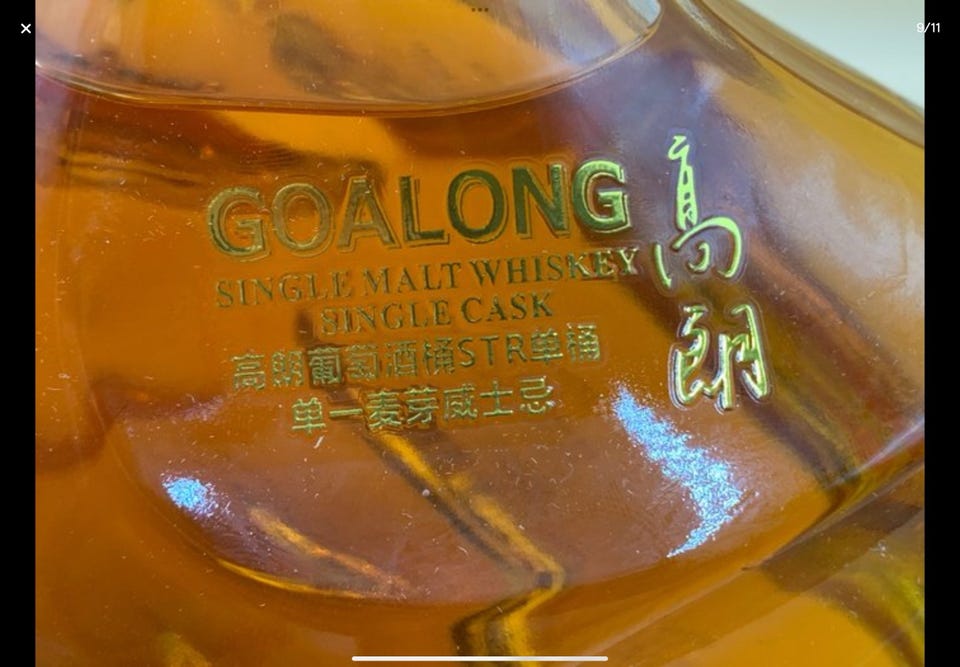 9/11
GOALONG
SINGLE MALT WHISKEY
SINGLE CASK
高朗葡萄酒桶STR单桶
单一麦芽威士忌
高朗